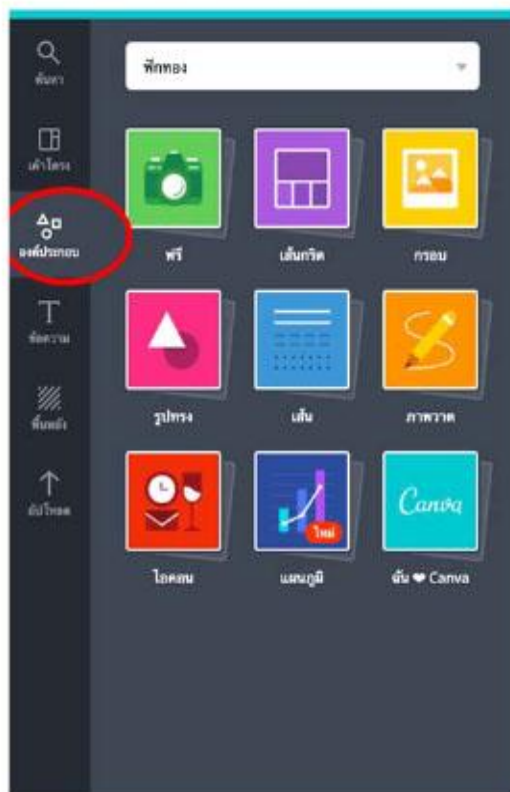 ค้นหา
เค้าโครง
องค์ประกอบ
ข้อความ
พื้นหลัง
อัปโหลด
ฟักทอง
ฟรี
เส้นกริด
กรอบ
รูปทรง
เส้น
ภาพวาด
ไอคอน
ใหม่
แผนภูมิ
Canva
ฉัน ❤ Canva